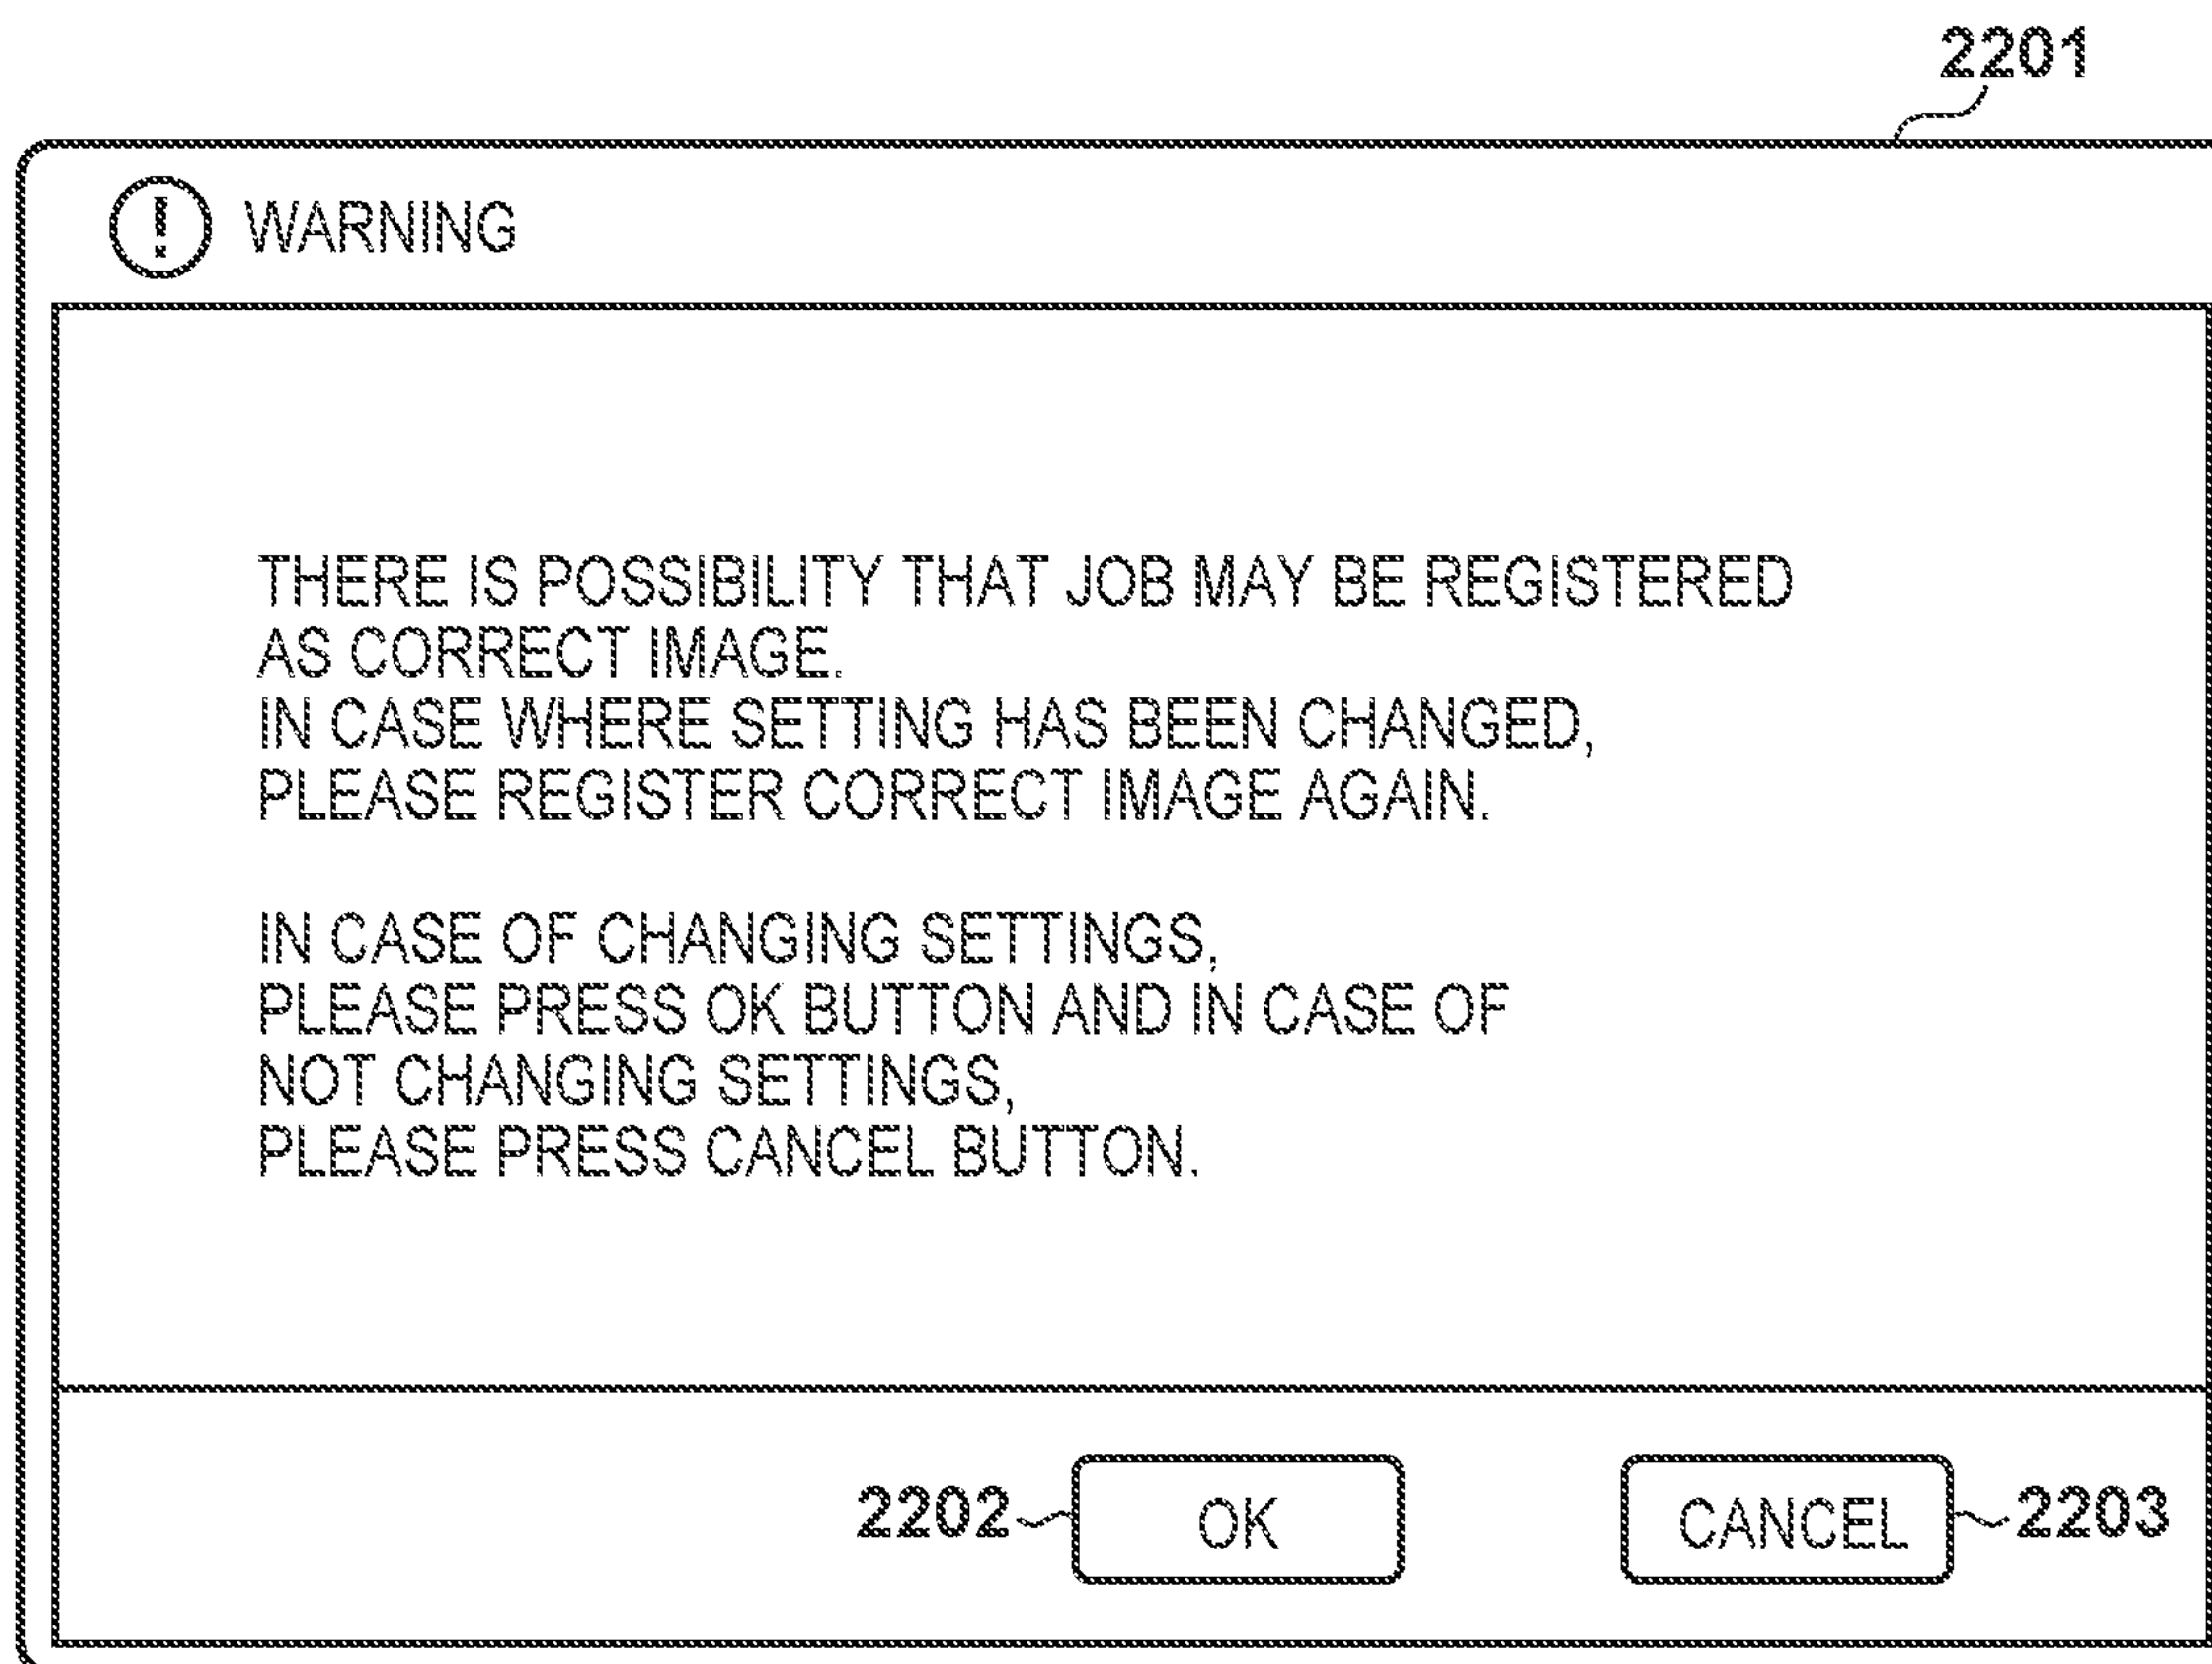 2201
! WARNING
THERE IS POSSIBILITY THAT JOB MAY BE REGISTERED
AS CORRECT IMAGE.
IN CASE WHERE SETTING HAS BEEN CHANGED,
PLEASE REGISTER CORRECT IMAGE AGAIN.
IN CASE OF CHANGING SETTINGS,
PLEASE PRESS OK BUTTON AND IN CASE OF
NOT CHANGING SETTINGS,
PLEASE PRESS CANCEL BUTTON.
2202 OK CANCEL 2203